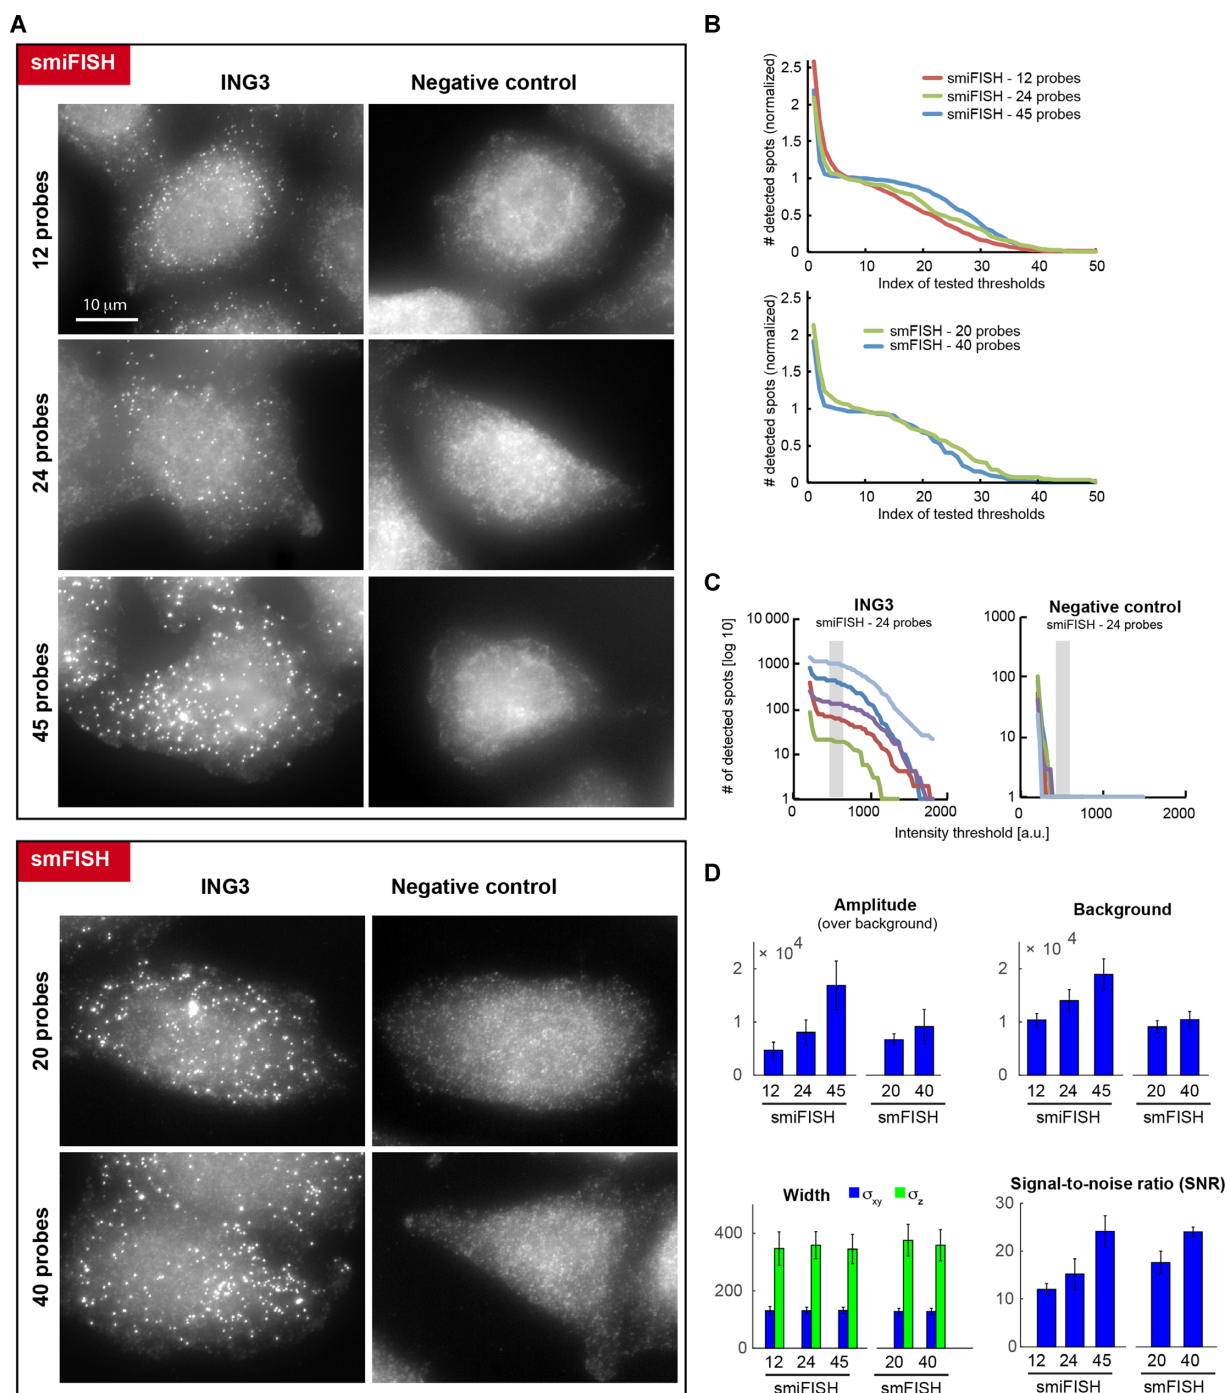 A
smiFISH
ING3
Negative control
12 probes
10 μm
24 probes
45 probes
smFISH
ING3
Negative control
20 probes
40 probes
B
# detected spots (normalized)
2.5
2
1.5
1
0.5
0
smiFISH - 12 probes
smiFISH - 24 probes
smiFISH - 45 probes
0 10 20 30 40 50
Index of tested thresholds
# detected spots (normalized)
2.5
2
1.5
1
0.5
0
smFISH - 20 probes
smFISH - 40 probes
0 10 20 30 40 50
Index of tested thresholds
C
ING3
smiFISH - 24 probes
# of detected spots [log 10]
10 000
1000
100
10
1
0 1000 2000
Negative control
smiFISH - 24 probes
1000
100
10
1
0 1000 2000
Intensity threshold [a.u.]
D
Amplitude
(over background)
× 10^4
2
1
0
12 24 45 20 40
smiFISH smFISH
Background
× 10^4
2
1
0
12 24 45 20 40
smiFISH smFISH
Width σxy σz
400
200
0
12 24 45 20 40
smiFISH smFISH
Signal-to-noise ratio (SNR)
30
20
10
0
12 24 45 20 40
smiFISH smFISH